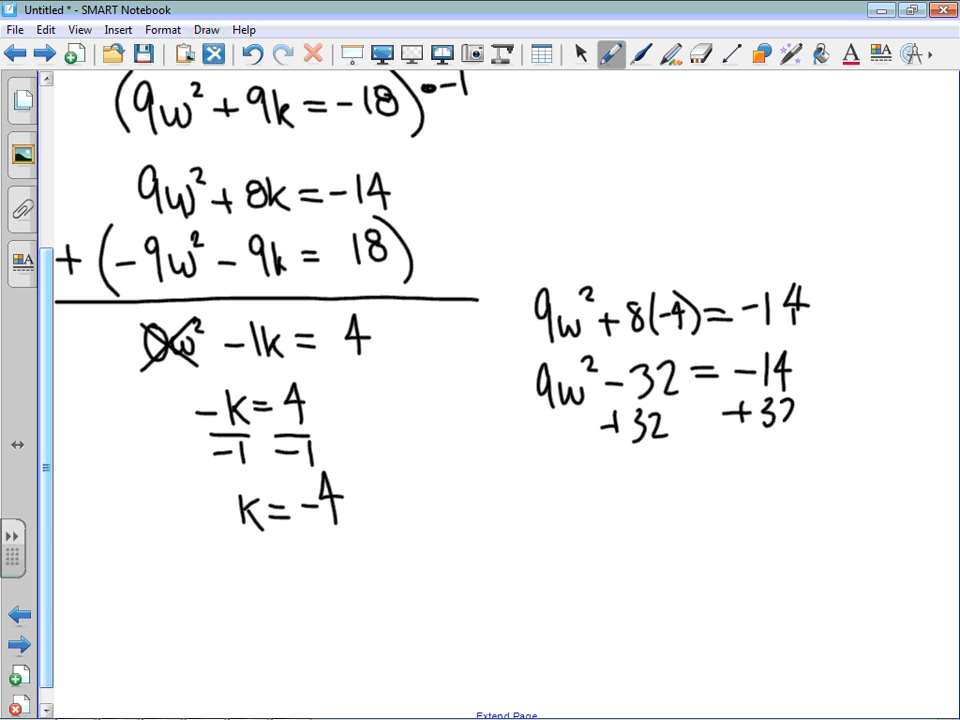 Untitled * - SMART Notebook
File Edit View Insert Format Draw Help
(9w² + 9k = -18)•-1
9w² + 8k = -14
+ (-9w² - 9k = 18)
0w² - 1k = 4
-k = 4
-1 -1
k = -4
9w² + 8(-4) = -14
9w² - 32 = -14
+32 +32
Extend Page